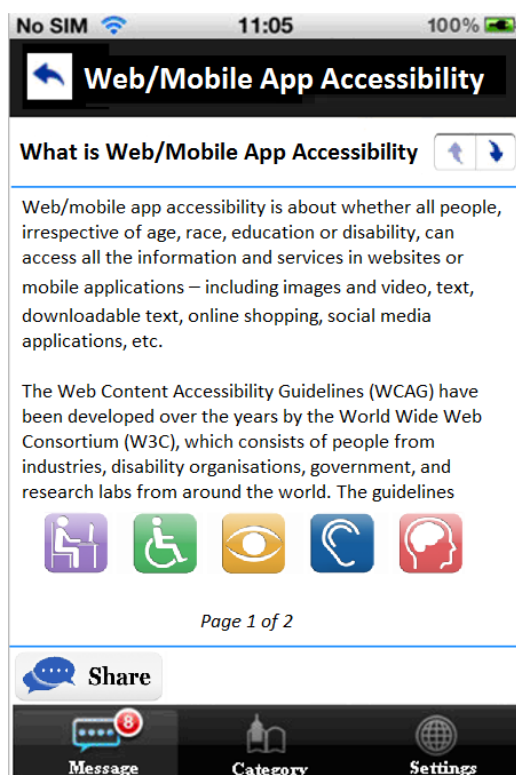 No SIM 11:05 100%
Web/Mobile App Accessibility
What is Web/Mobile App Accessibility
Web/mobile app accessibility is about whether all people,
irrespective of age, race, education or disability, can
access all the information and services in websites or
mobile applications – including images and video, text,
downloadable text, online shopping, social media
applications, etc.
The Web Content Accessibility Guidelines (WCAG) have
been developed over the years by the World Wide Web
Consortium (W3C), which consists of people from
industries, disability organisations, government, and
research labs from around the world. The guidelines
Page 1 of 2
Share
8
Message Category Settings